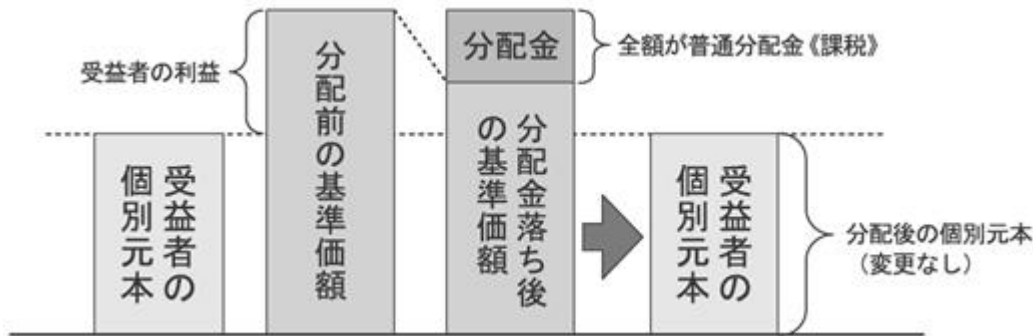 受益者の利益
受益者の
個別元本
分配前の基準価額
分配金
全額が普通分配金《課税》
分配金落ち後
の基準価額
受益者の
個別元本
分配後の個別元本
（変更なし）